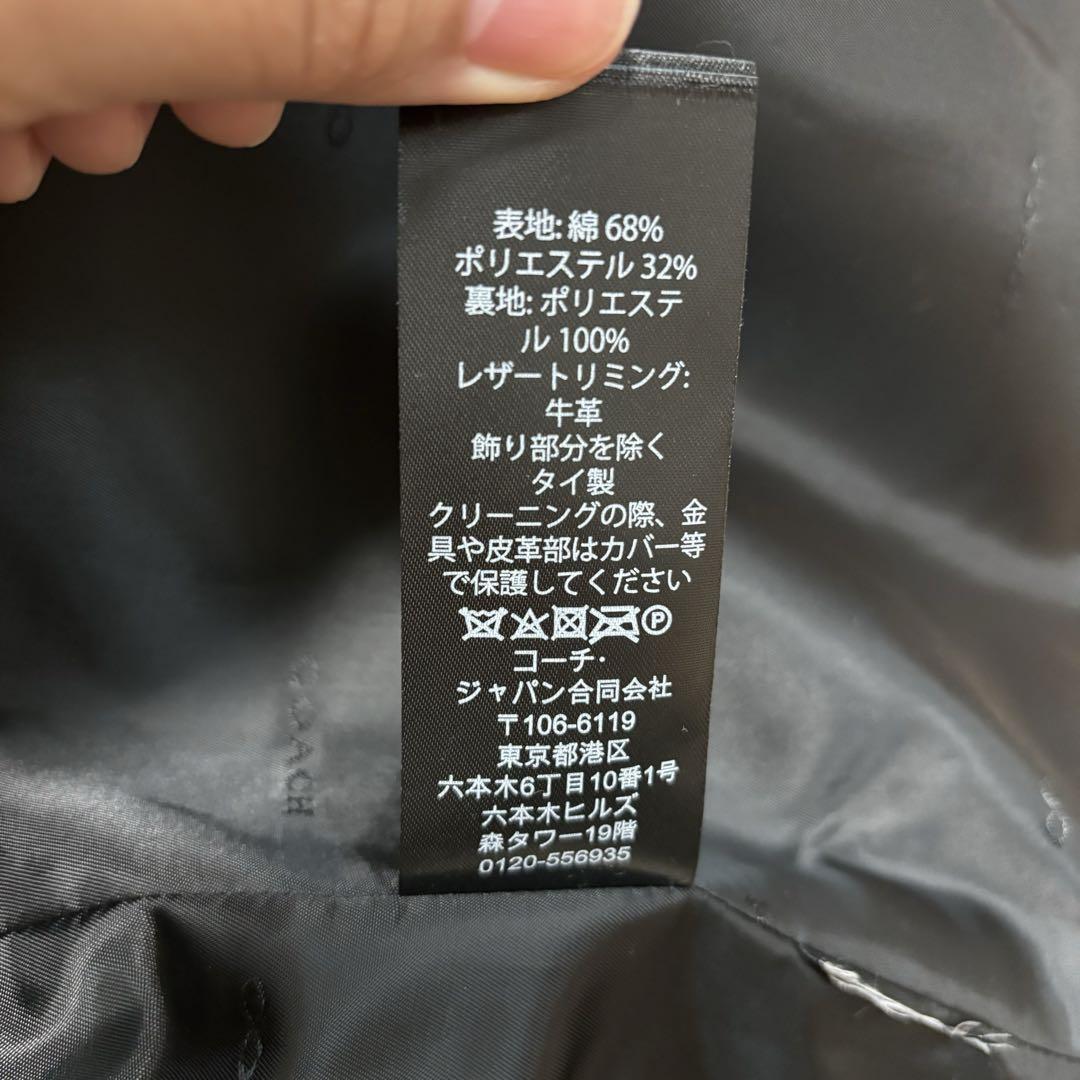 表地: 綿 68%
ポリエステル 32%
裏地: ポリエステ
ル 100%
レザートリミング:
牛革
飾り部分を除く
タイ製
クリーニングの際、金
具や皮革部はカバー等
で保護してください
P
コーチ・
ジャパン合同会社
〒106-6119
東京都港区
六本木6丁目10番1号
六本木ヒルズ
森タワー19階
0120-556935
COACH